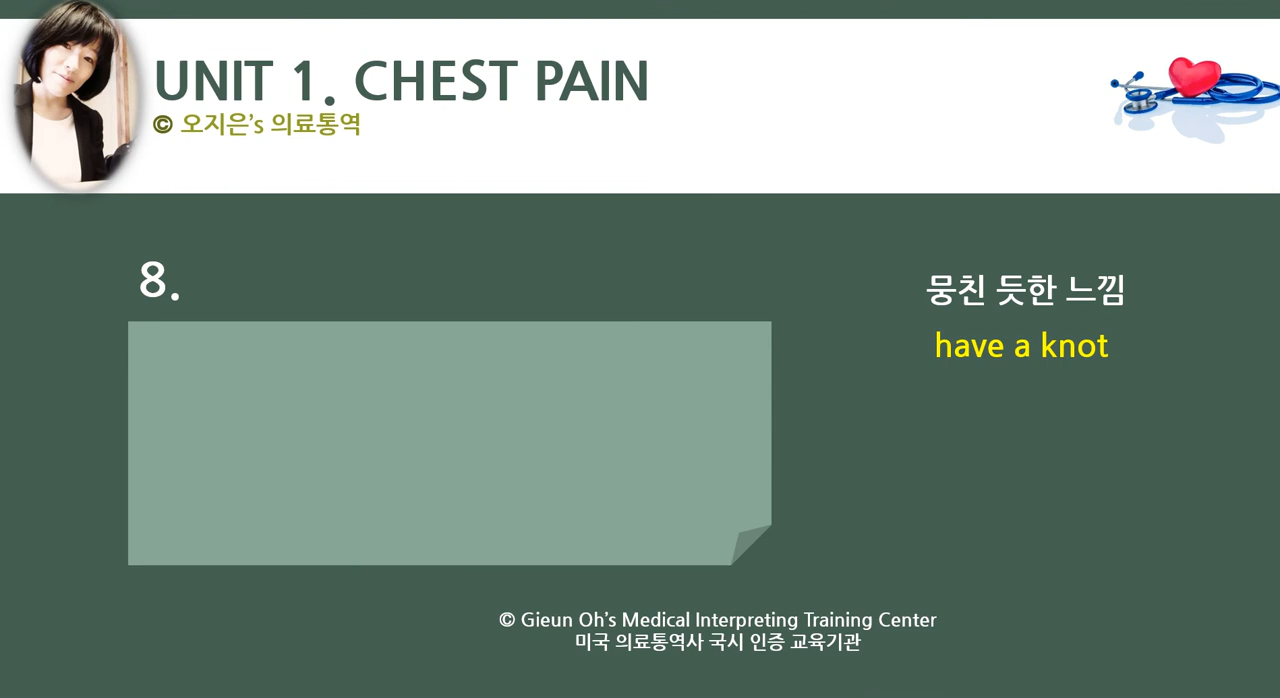 UNIT 1. CHEST PAIN
© 오지은’s 의료통역
8.
뭉친 듯한 느낌
have a knot
© Gieun Oh’s Medical Interpreting Training Center
미국 의료통역사 국시 인증 교육기관